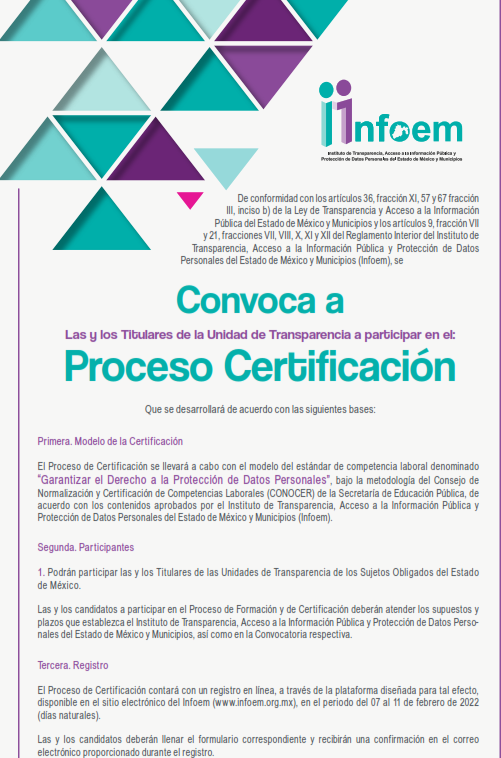 infoem
Instituto de Transparencia, Acceso a la Información Pública y
Protección de Datos Personales del Estado de México y Municipios
De conformidad con los artículos 36, fracción XI, 57 y 67 fracción
III, inciso b) de la Ley de Transparencia y Acceso a la Información
Pública del Estado de México y Municipios y los artículos 9, fracción VII
y 21, fracciones VII, VIII, X, XI y XII del Reglamento Interior del Instituto de
Transparencia, Acceso a la Información Pública y Protección de Datos
Personales del Estado de México y Municipios (Infoem), se
Convoca a
Las y los Titulares de la Unidad de Transparencia a participar en el:
Proceso Certificación
Que se desarrollará de acuerdo con las siguientes bases:
Primera. Modelo de la Certificación
El Proceso de Certificación se llevará a cabo con el modelo del estándar de competencia laboral denominado
“Garantizar el Derecho a la Protección de Datos Personales”, bajo la metodología del Consejo de
Normalización y Certificación de Competencias Laborales (CONOCER) de la Secretaría de Educación Pública, de
acuerdo con los contenidos aprobados por el Instituto de Transparencia, Acceso a la Información Pública y
Protección de Datos Personales del Estado de México y Municipios (Infoem).
Segunda. Participantes
1. Podrán participar las y los Titulares de las Unidades de Transparencia de los Sujetos Obligados del Estado
de México.
Las y los candidatos a participar en el Proceso de Formación y de Certificación deberán atender los supuestos y
plazos que establezca el Instituto de Transparencia, Acceso a la Información Pública y Protección de Datos Perso-
nales del Estado de México y Municipios, así como en la Convocatoria respectiva.
Tercera. Registro
El Proceso de Certificación contará con un registro en línea, a través de la plataforma diseñada para tal efecto,
disponible en el sitio electrónico del Infoem (www.infoem.org.mx), en el periodo del 07 al 11 de febrero de 2022
(días naturales).
Las y los candidatos deberán llenar el formulario correspondiente y recibirán una confirmación en el correo
electrónico proporcionado durante el registro.